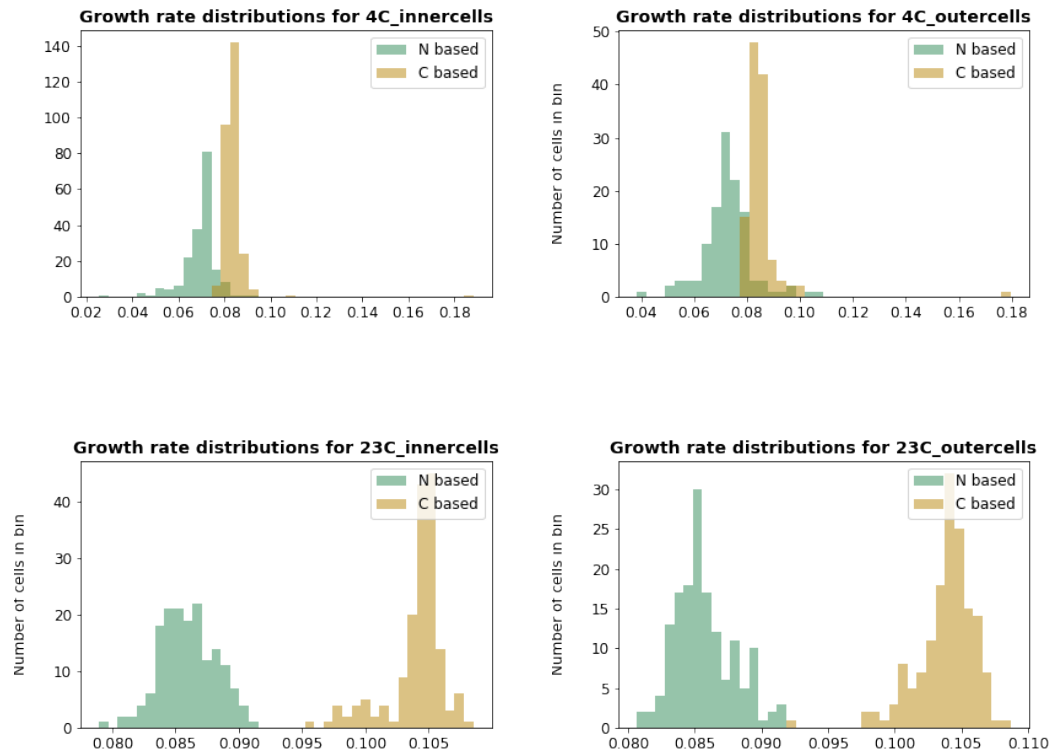 Growth rate distributions for 4C_innercells
N based
C based
140
120
100
80
60
40
20
0
0.02 0.04 0.06 0.08 0.10 0.12 0.14 0.16 0.18
Growth rate distributions for 4C_outercells
Number of cells in bin
N based
C based
50
40
30
20
10
0
0.04 0.06 0.08 0.10 0.12 0.14 0.16 0.18
Growth rate distributions for 23C_innercells
Number of cells in bin
N based
C based
40
30
20
10
0
0.080 0.085 0.090 0.095 0.100 0.105
Growth rate distributions for 23C_outercells
Number of cells in bin
N based
C based
30
25
20
15
10
5
0
0.080 0.085 0.090 0.095 0.100 0.105 0.110